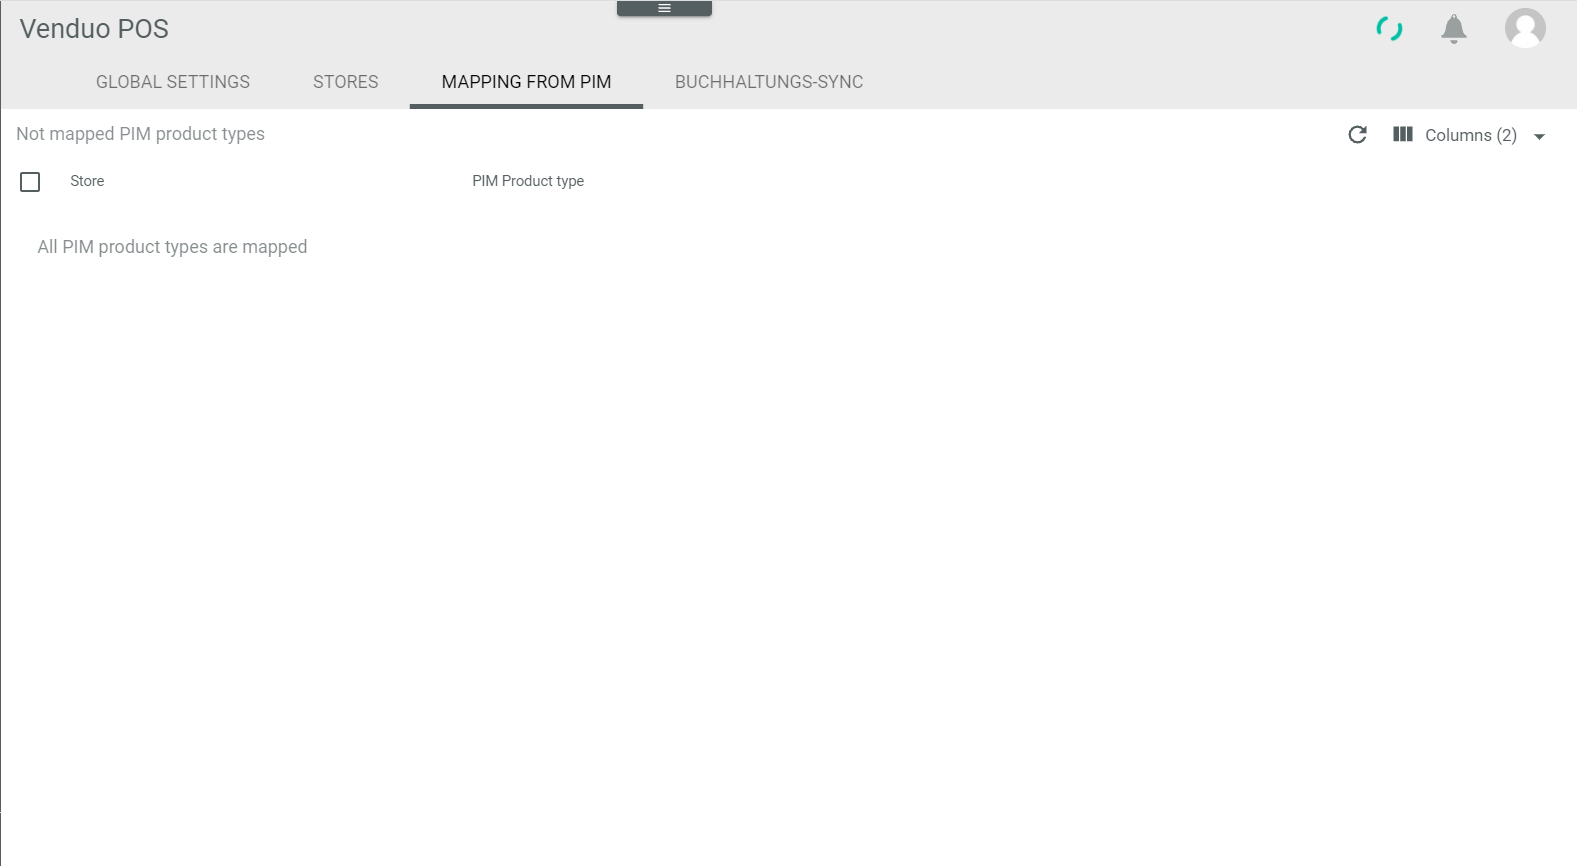 Venduo POS
GLOBAL SETTINGS STORES MAPPING FROM PIM BUCHHALTUNGS-SYNC
Not mapped PIM product types Columns (2)
Store PIM Product type
All PIM product types are mapped